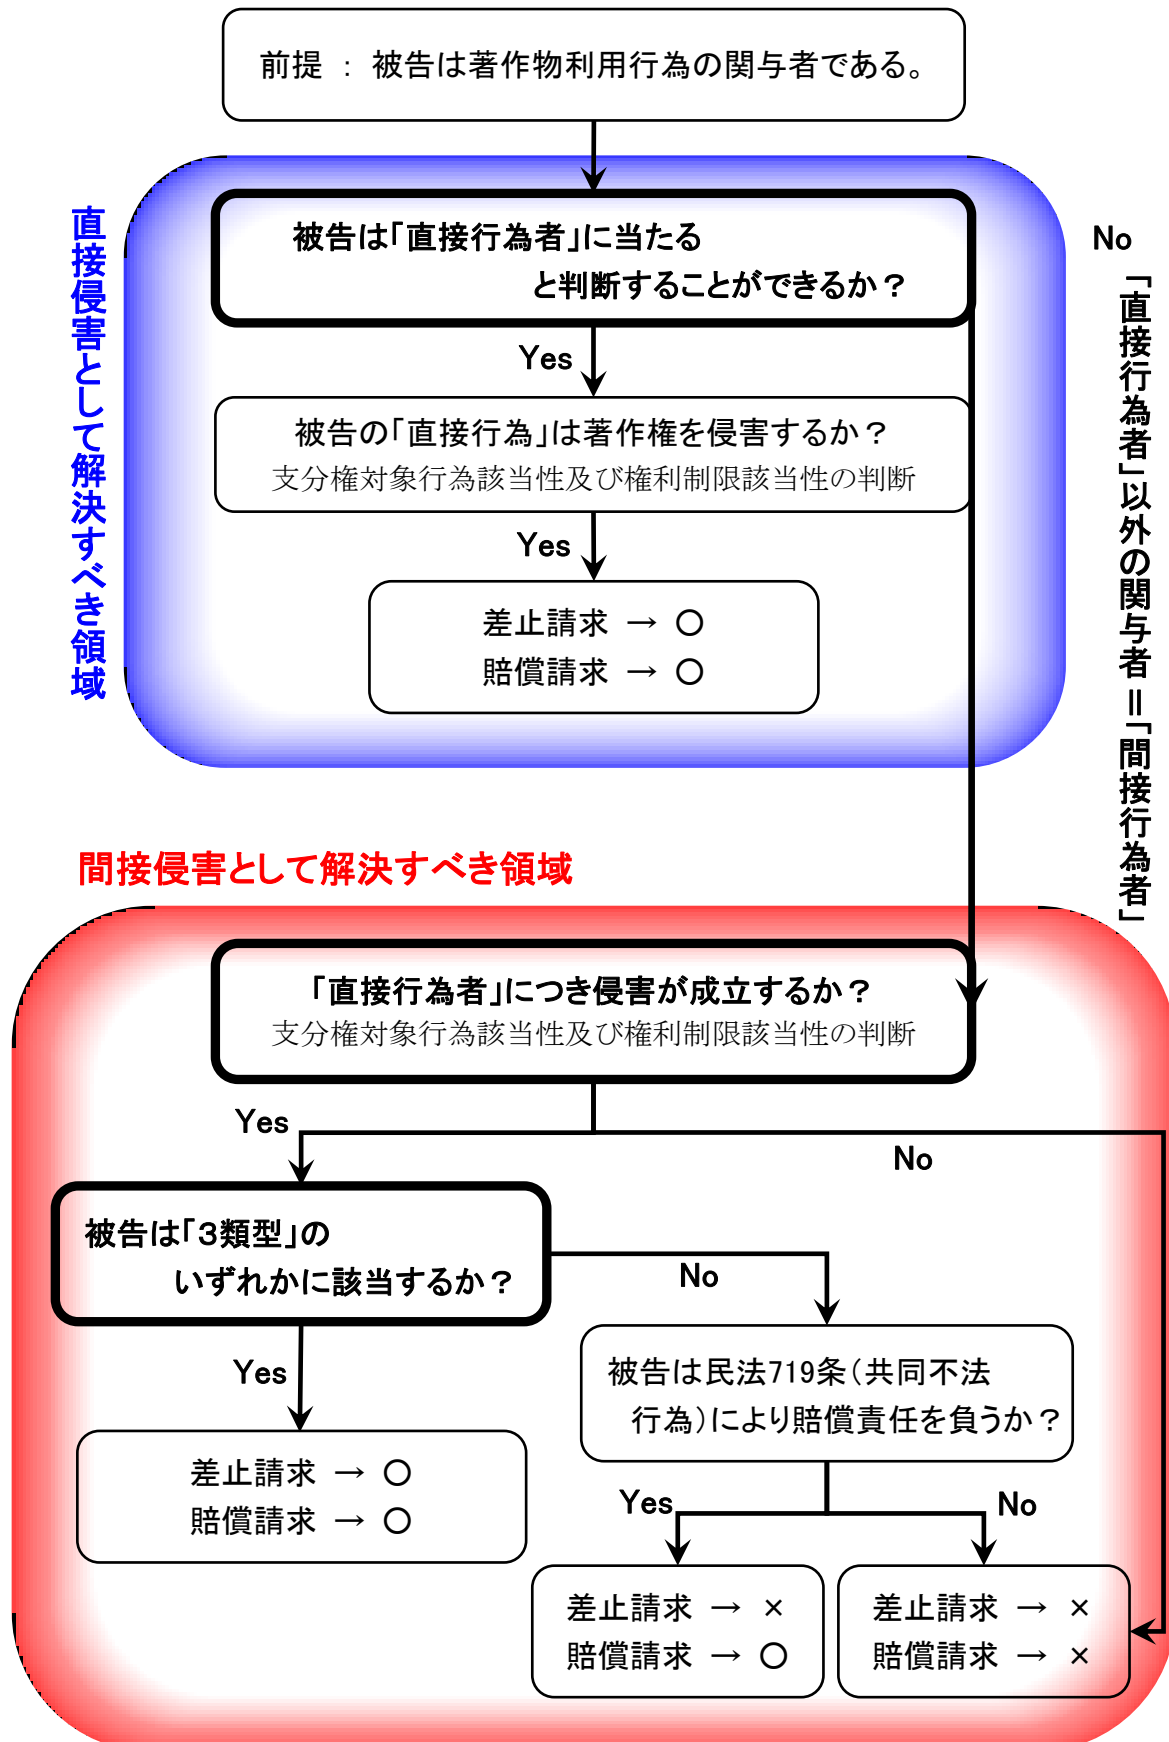 前提 : 被告は著作物利用行為の関与者である。
直接侵害として解決すべき領域
被告は「直接行為者」に当たる
と判断することができるか？
No
「直接行為者」以外の関与者＝「間接行為者」
Yes
被告の「直接行為」は著作権を侵害するか？
支分権対象行為該当性及び権利制限該当性の判断
Yes
差止請求 → ○
賠償請求 → ○
間接侵害として解決すべき領域
「直接行為者」につき侵害が成立するか？
支分権対象行為該当性及び権利制限該当性の判断
Yes
No
被告は「３類型」の
いずれかに該当するか？
No
Yes
被告は民法719条（共同不法
行為）により賠償責任を負うか？
差止請求 → ○
賠償請求 → ○
Yes
No
差止請求 → ×
賠償請求 → ○
差止請求 → ×
賠償請求 → ×